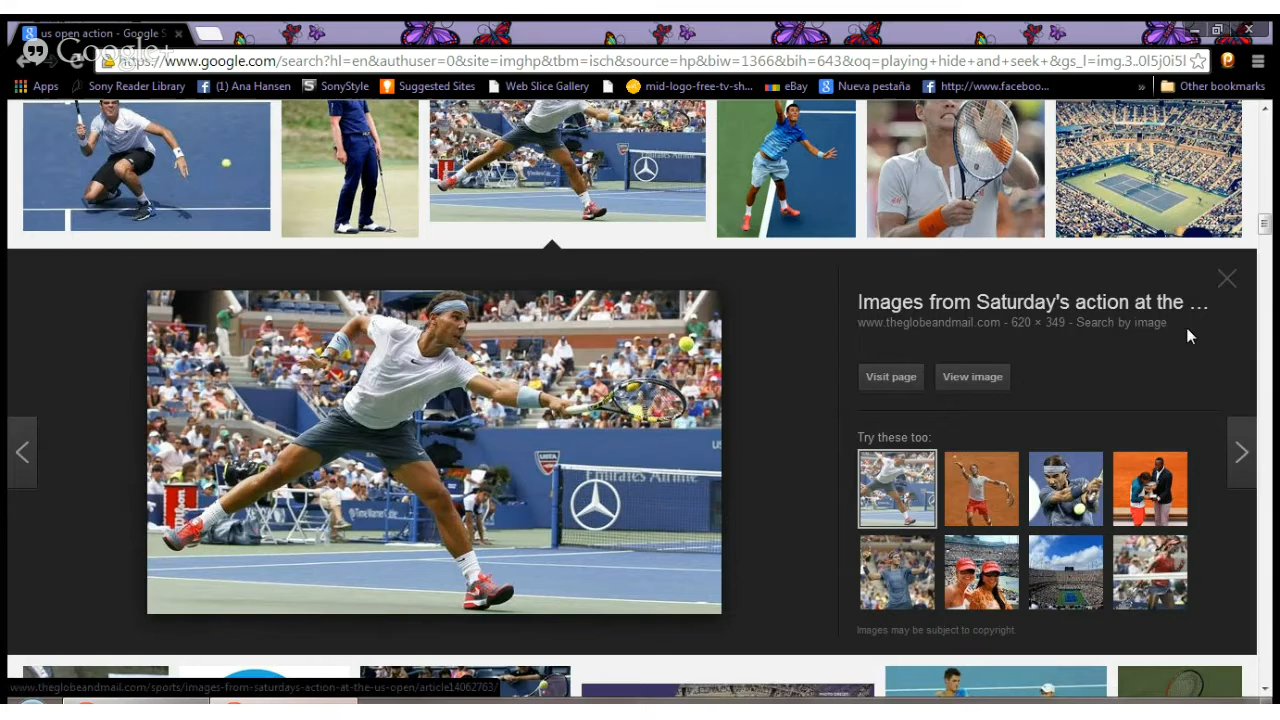 us open action - Google S
Google+
https://www.google.com/search?hl=en&authuser=0&site=imghp&tbm=isch&source=hp&biw=1366&bih=643&oq=playing+hide+and+seek+&gs_l=img.3..0l5j0i5l
Apps Sony Reader Library (1) Ana Hansen SonyStyle Suggested Sites Web Slice Gallery mid-logo-free-tv-sh... eBay Nueva pestaña http://www.faceboo... » Other bookmarks
Emirates Airline
Images from Saturday's action at the ...
www.theglobeandmail.com - 620 × 349 - Search by image
Visit page View image
Try these too:
USTA
Emirates Airline
Wilson
Images may be subject to copyright.
www.theglobeandmail.com/sports/images-from-saturdays-action-at-the-us-open/article14062763/